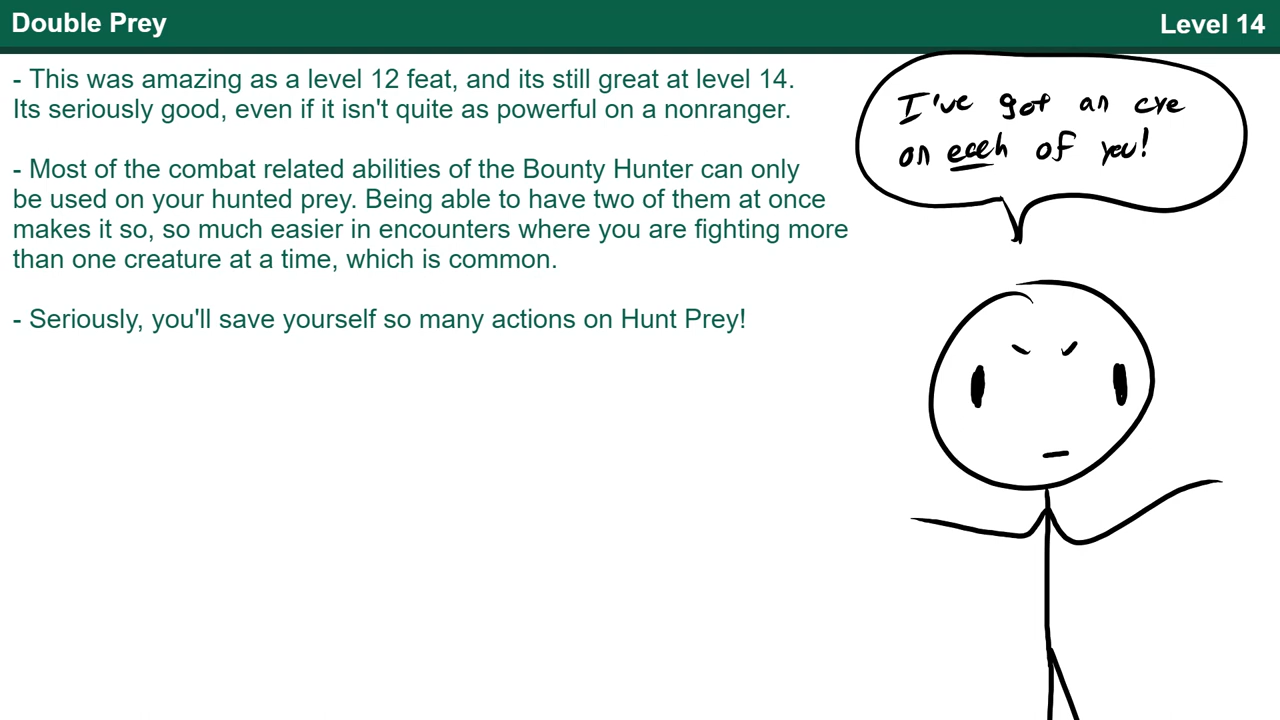 Double Prey
Level 14
- This was amazing as a level 12 feat, and its still great at level 14.
Its seriously good, even if it isn't quite as powerful on a nonranger.
- Most of the combat related abilities of the Bounty Hunter can only
be used on your hunted prey. Being able to have two of them at once
makes it so, so much easier in encounters where you are fighting more
than one creature at a time, which is common.
- Seriously, you'll save yourself so many actions on Hunt Prey!
I've got an eye
on each of you!